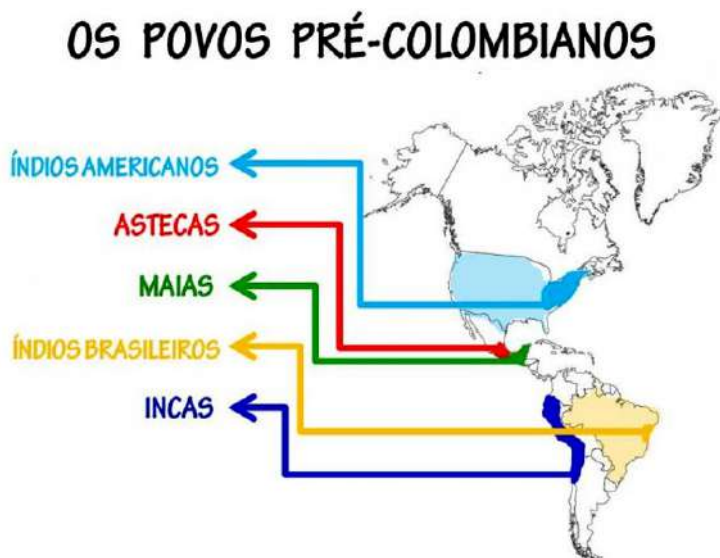 OS POVOS PRÉ-COLOMBIANOS
ÍNDIOS AMERICANOS
ASTECAS
MAIAS
ÍNDIOS BRASILEIROS
INCAS